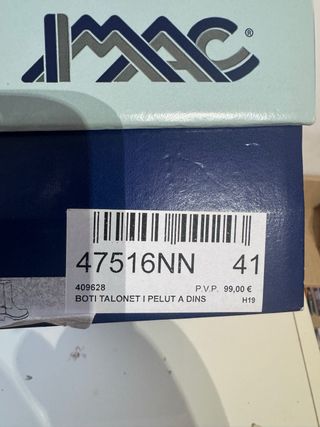 IMAC®
47516NN 41
409628 P.V.P. 99,00 €
BOTI TALONET I PELUT A DINS H19